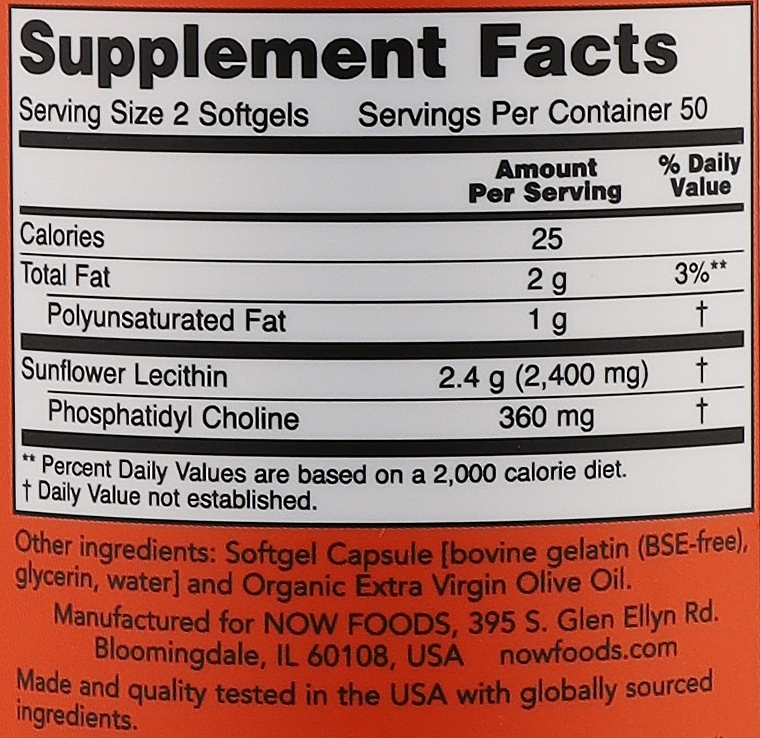 Supplement Facts
Serving Size 2 Softgels Servings Per Container 50
Amount Per Serving % Daily Value
Calories 25
Total Fat 2 g 3%**
Polyunsaturated Fat 1 g †
Sunflower Lecithin 2.4 g (2,400 mg) †
Phosphatidyl Choline 360 mg †
** Percent Daily Values are based on a 2,000 calorie diet.
† Daily Value not established.
Other ingredients: Softgel Capsule [bovine gelatin (BSE-free),
glycerin, water] and Organic Extra Virgin Olive Oil.
Manufactured for NOW FOODS, 395 S. Glen Ellyn Rd.
Bloomingdale, IL 60108, USA nowfoods.com
Made and quality tested in the USA with globally sourced
ingredients.